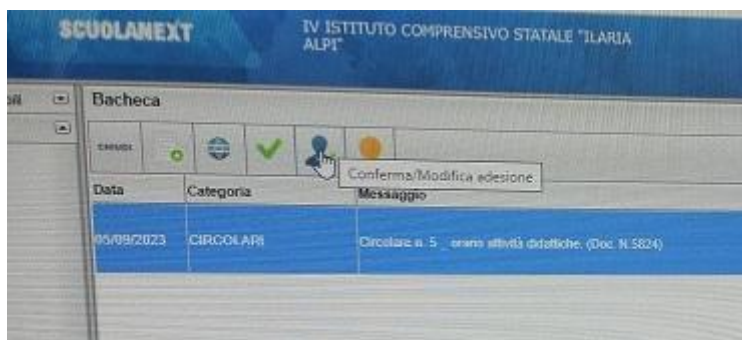 SCUOLANEXT
IV ISTITUTO COMPRENSIVO STATALE "ILARIA
ALPI"
Bacheca
CHIUDI
Conferma/Modifica adesione
Data
Categoria
Messaggio
05/09/2023
CIRCOLARI
Circolare n. 5 _ orario attività didattiche. (Doc. N.5824)